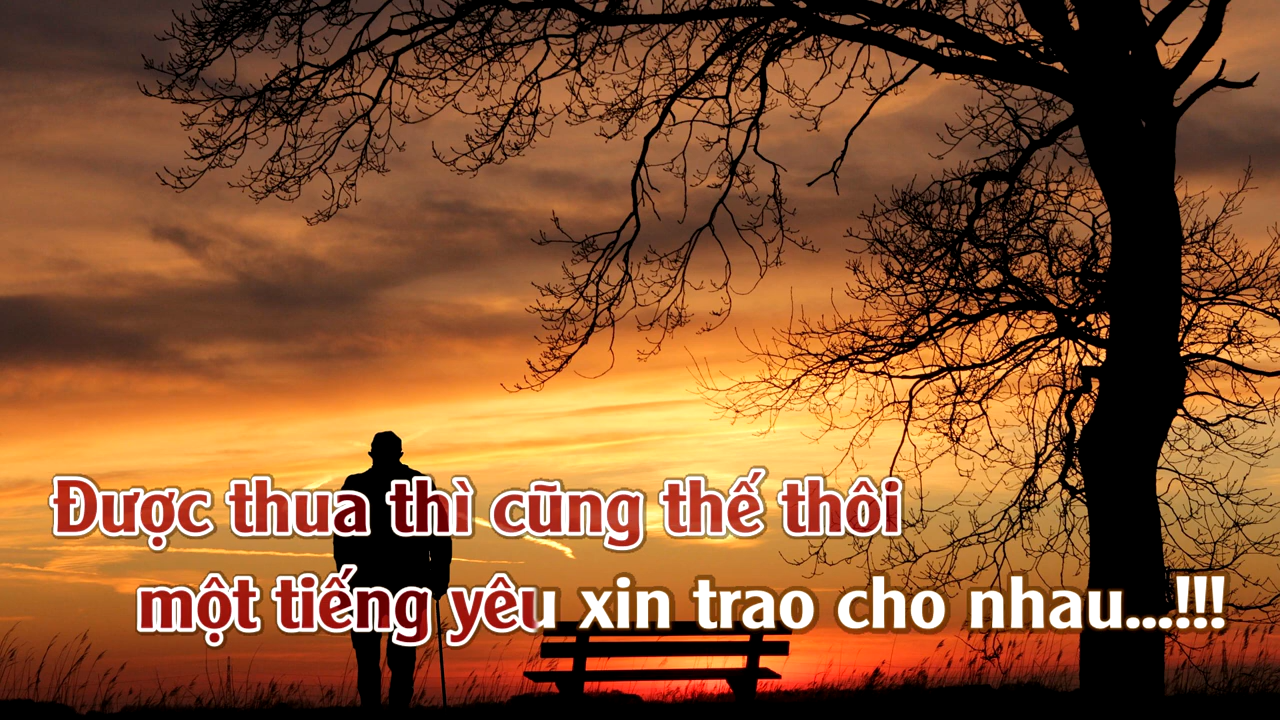 Được thua thì cũng thế thôi
một tiếng yêu xin trao cho nhau...!!!